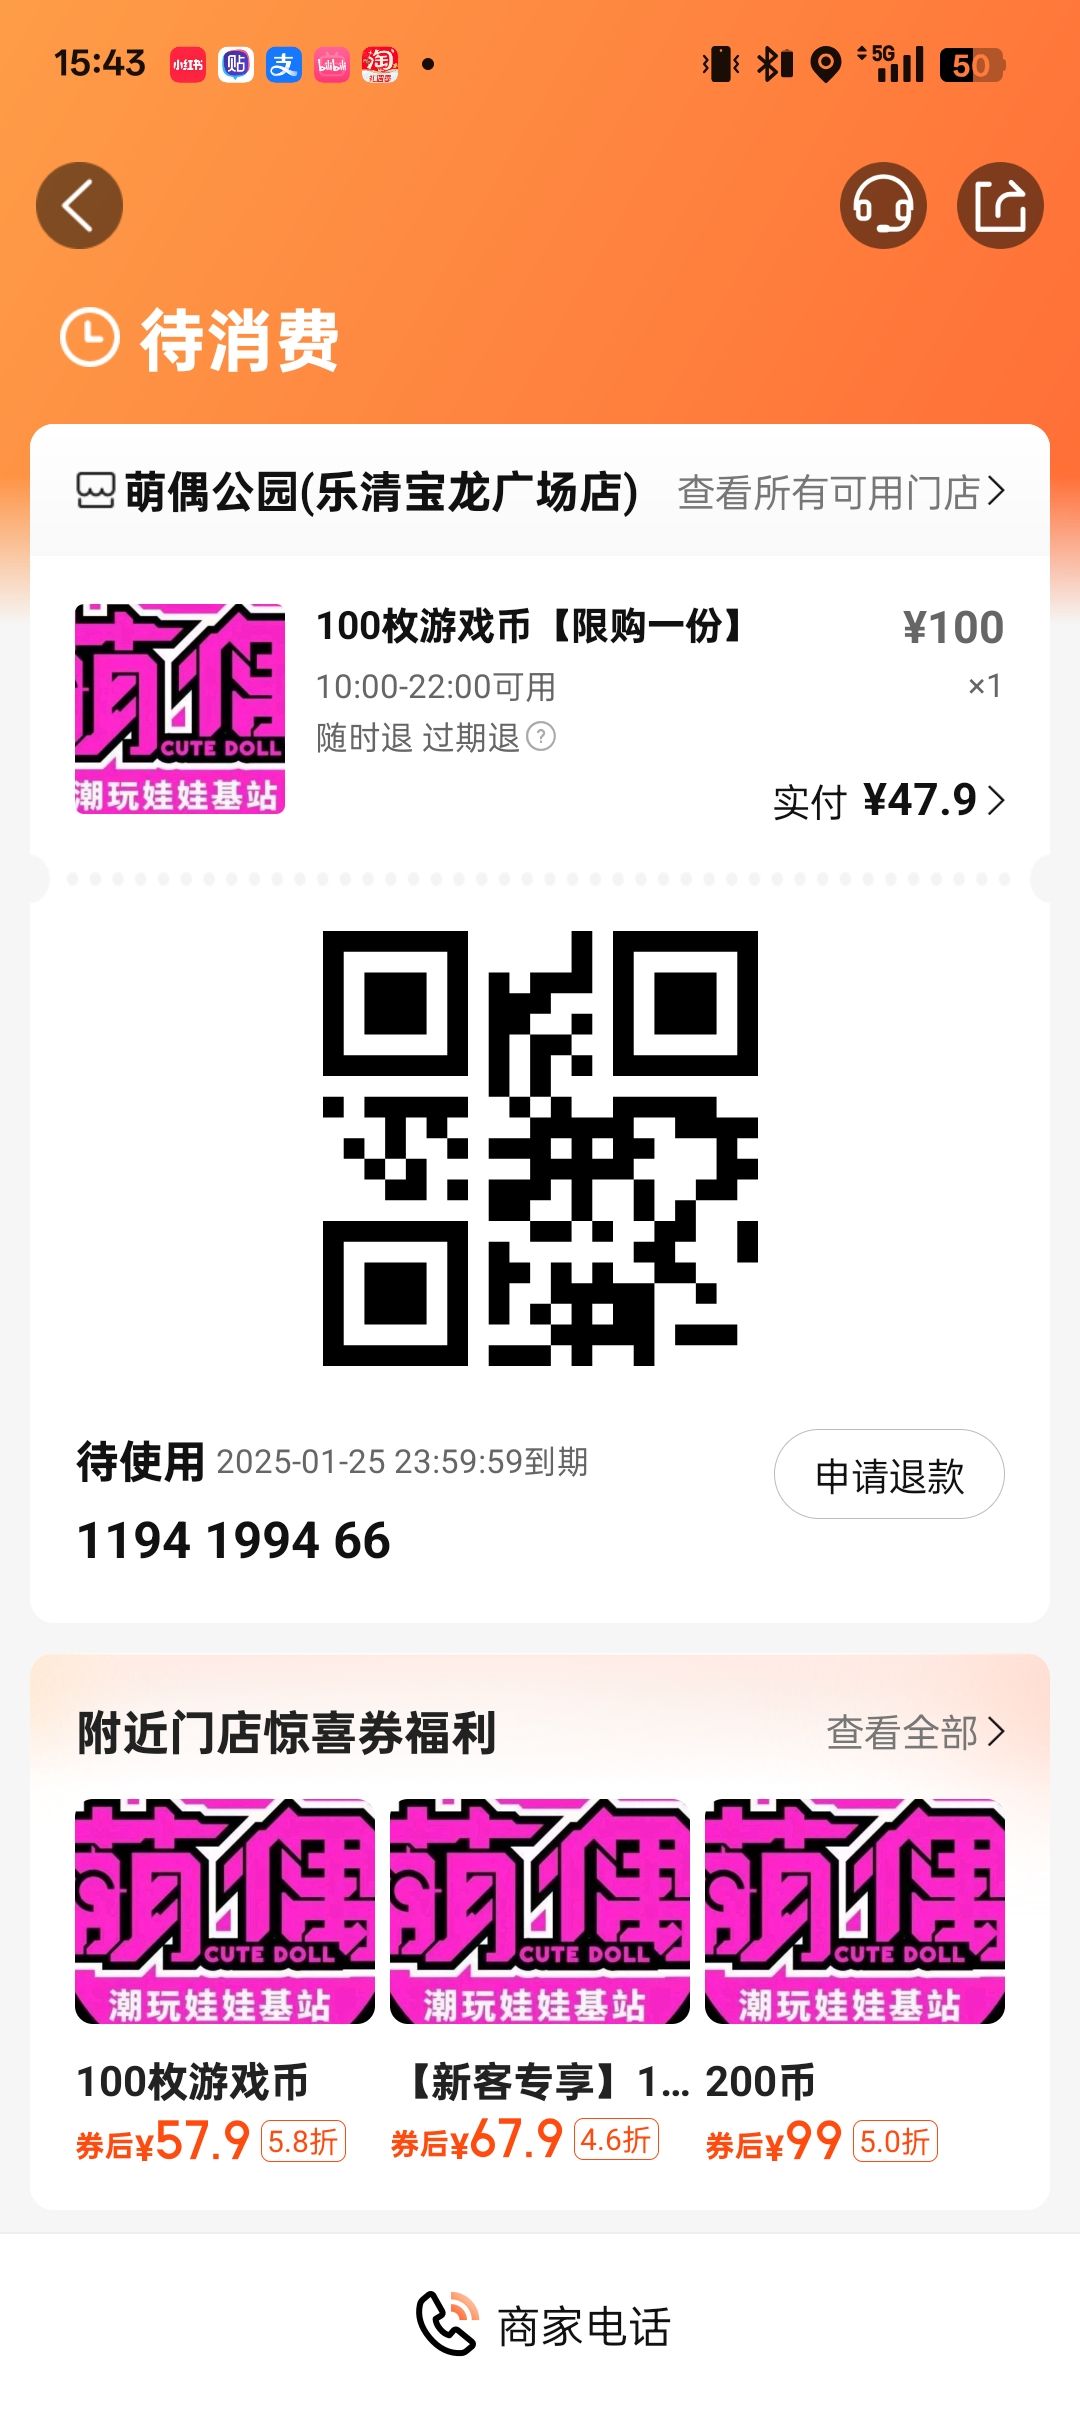 15:43 小红书 贴 支 bilibili 淘 5G 50
待消费
萌偶公园(乐清宝龙广场店) 查看所有可用门店
萌偶
CUTE DOLL
潮玩娃娃基站
100枚游戏币【限购一份】 ¥100
10:00-22:00可用 ×1
随时退 过期退?
实付 ¥47.9
待使用 2025-01-25 23:59:59到期
申请退款
1194 1994 66
附近门店惊喜券福利 查看全部
萌偶
CUTE DOLL
潮玩娃娃基站
萌偶
CUTE DOLL
潮玩娃娃基站
萌偶
CUTE DOLL
潮玩娃娃基站
100枚游戏币
券后¥57.9 5.8折
【新客专享】1...
券后¥67.9 4.6折
200币
券后¥99 5.0折
商家电话